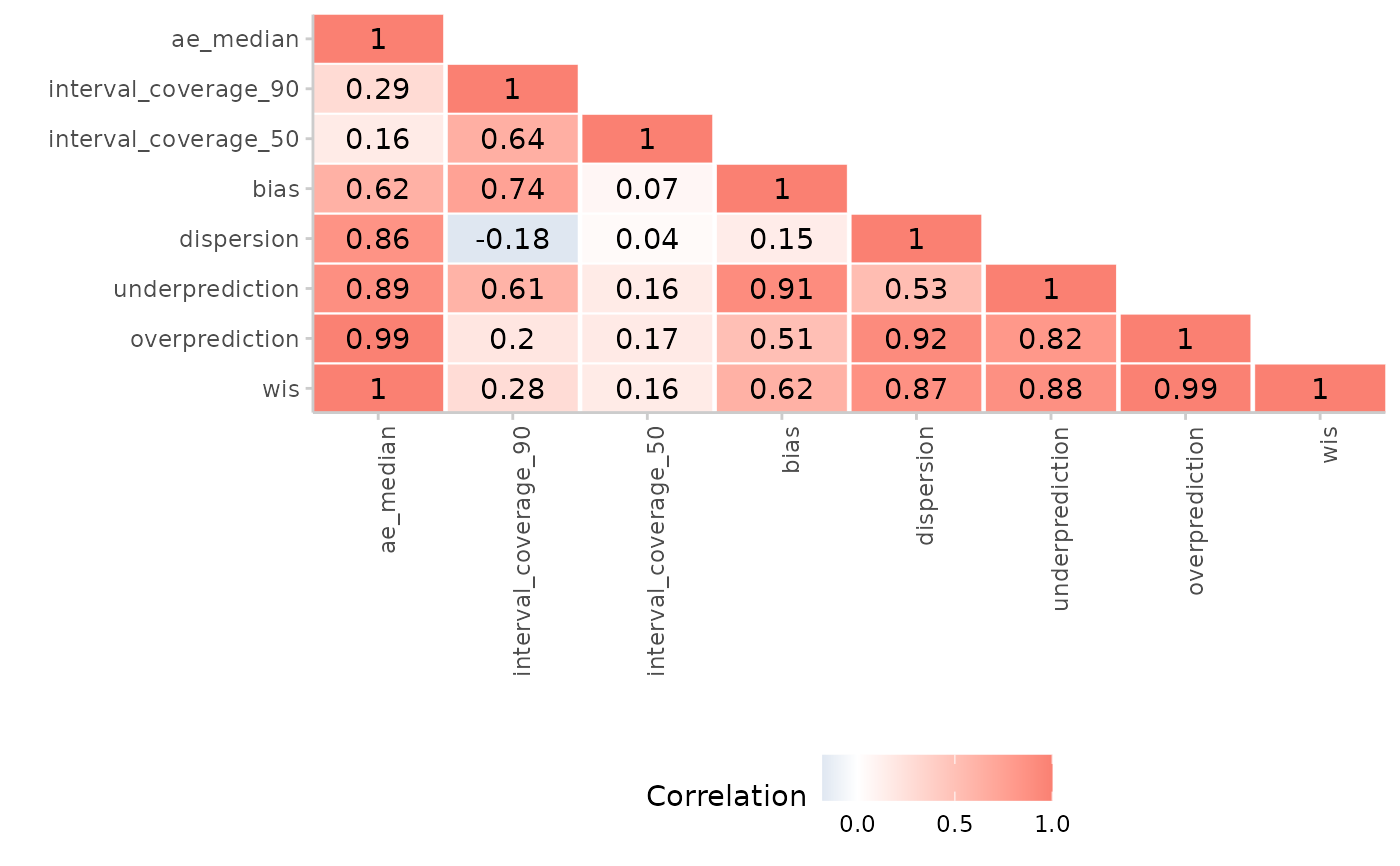 ae_median 1
interval_coverage_90 0.29 1
interval_coverage_50 0.16 0.64 1
bias 0.62 0.74 0.07 1
dispersion 0.86 -0.18 0.04 0.15 1
underprediction 0.89 0.61 0.16 0.91 0.53 1
overprediction 0.99 0.2 0.17 0.51 0.92 0.82 1
wis 1 0.28 0.16 0.62 0.87 0.88 0.99 1
ae_median
interval_coverage_90
interval_coverage_50
bias
dispersion
underprediction
overprediction
wis
Correlation
0.0 0.5 1.0